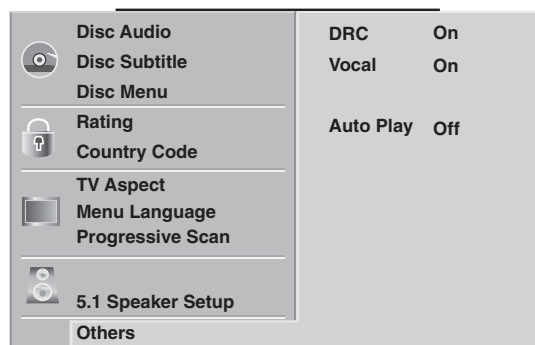 Disc Audio
Disc Subtitle
Disc Menu
Rating
Country Code
TV Aspect
Menu Language
Progressive Scan
5.1 Speaker Setup
Others
DRC On
Vocal On
Auto Play Off